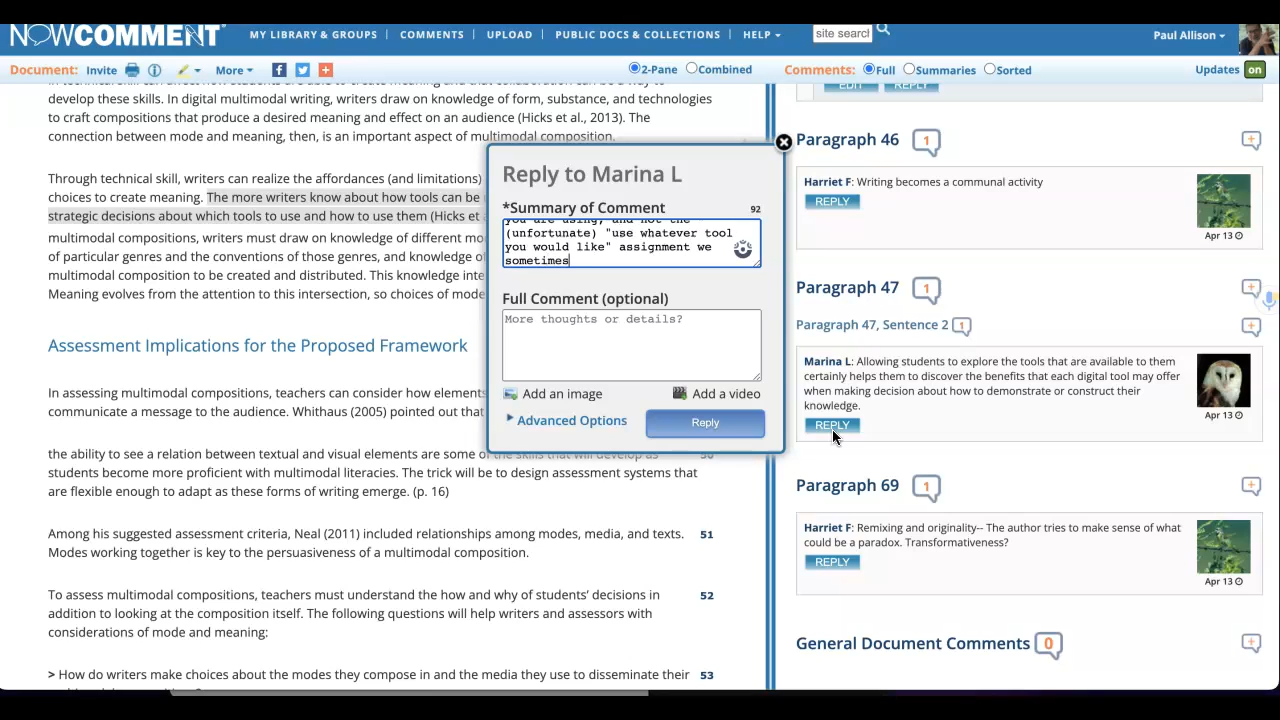 NOWCOMMENT
MY LIBRARY & GROUPS
COMMENTS
UPLOAD
PUBLIC DOCS & COLLECTIONS
HELP
site search
Paul Allison
Document:
Invite
More
2-Pane
Combined
Comments:
Full
Summaries
Sorted
Updates
on
develop these skills. In digital multimodal writing, writers draw on knowledge of form, substance, and technologies
to craft compositions that produce a desired meaning and effect on an audience (Hicks et al., 2013). The
connection between mode and meaning, then, is an important aspect of multimodal composition.
Through technical skill, writers can realize the affordances (and limitations)
choices to create meaning. The more writers know about how tools can be
strategic decisions about which tools to use and how to use them (Hicks et
multimodal compositions, writers must draw on knowledge of different mo
of particular genres and the conventions of those genres, and knowledge o
multimodal composition to be created and distributed. This knowledge inte
Meaning evolves from the attention to this intersection, so choices of mode
Assessment Implications for the Proposed Framework
In assessing multimodal compositions, teachers can consider how elements
communicate a message to the audience. Whithaus (2005) pointed out that
the ability to see a relation between textual and visual elements are some of the skills that will develop as
students become more proficient with multimodal literacies. The trick will be to design assessment systems that
are flexible enough to adapt as these forms of writing emerge. (p. 16)
Among his suggested assessment criteria, Neal (2011) included relationships among modes, media, and texts.
51
Modes working together is key to the persuasiveness of a multimodal composition.
To assess multimodal compositions, teachers must understand the how and why of students' decisions in
52
addition to looking at the composition itself. The following questions will help writers and assessors with
considerations of mode and meaning:
> How do writers make choices about the modes they compose in and the media they use to disseminate their
53
Reply to Marina L
*Summary of Comment
92
you are using, and not the
(unfortunate) "use whatever tool
you would like" assignment we
sometimes
Full Comment (optional)
More thoughts or details?
Add an image
Add a video
Advanced Options
Reply
EDIT
REPLY
Paragraph 46
1
Harriet F: Writing becomes a communal activity
REPLY
Apr 13
Paragraph 47
1
Paragraph 47, Sentence 2
1
Marina L: Allowing students to explore the tools that are available to them
certainly helps them to discover the benefits that each digital tool may offer
when making decision about how to demonstrate or construct their
knowledge.
REPLY
Apr 13
Paragraph 69
1
Harriet F: Remixing and originality-- The author tries to make sense of what
could be a paradox. Transformativeness?
REPLY
Apr 13
General Document Comments
0